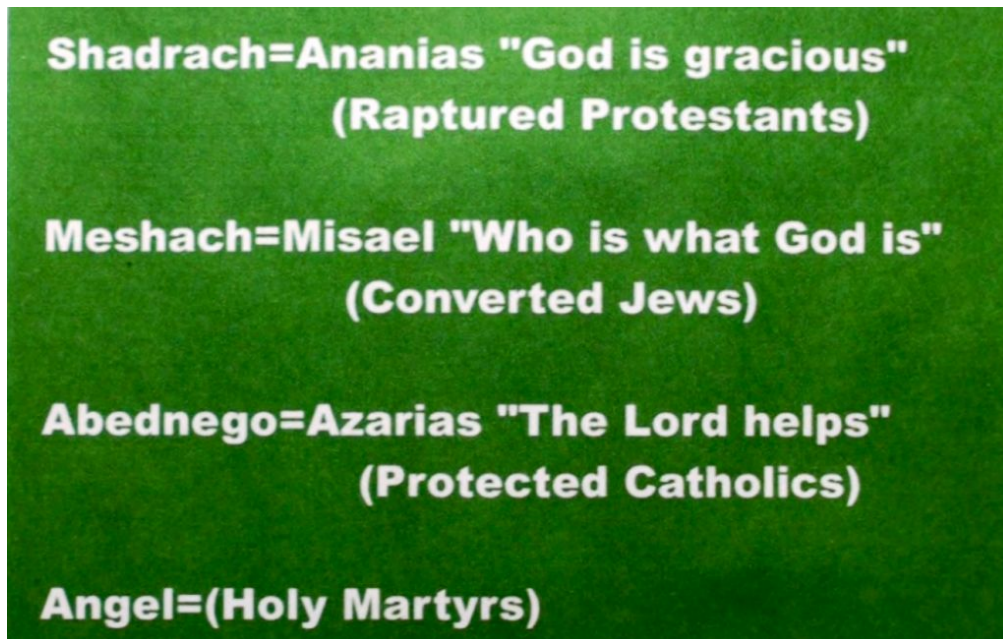 Shadrach=Ananias "God is gracious"
(Raptured Protestants)
Meshach=Misael "Who is what God is"
(Converted Jews)
Abednego=Azarias "The Lord helps"
(Protected Catholics)
Angel=(Holy Martyrs)